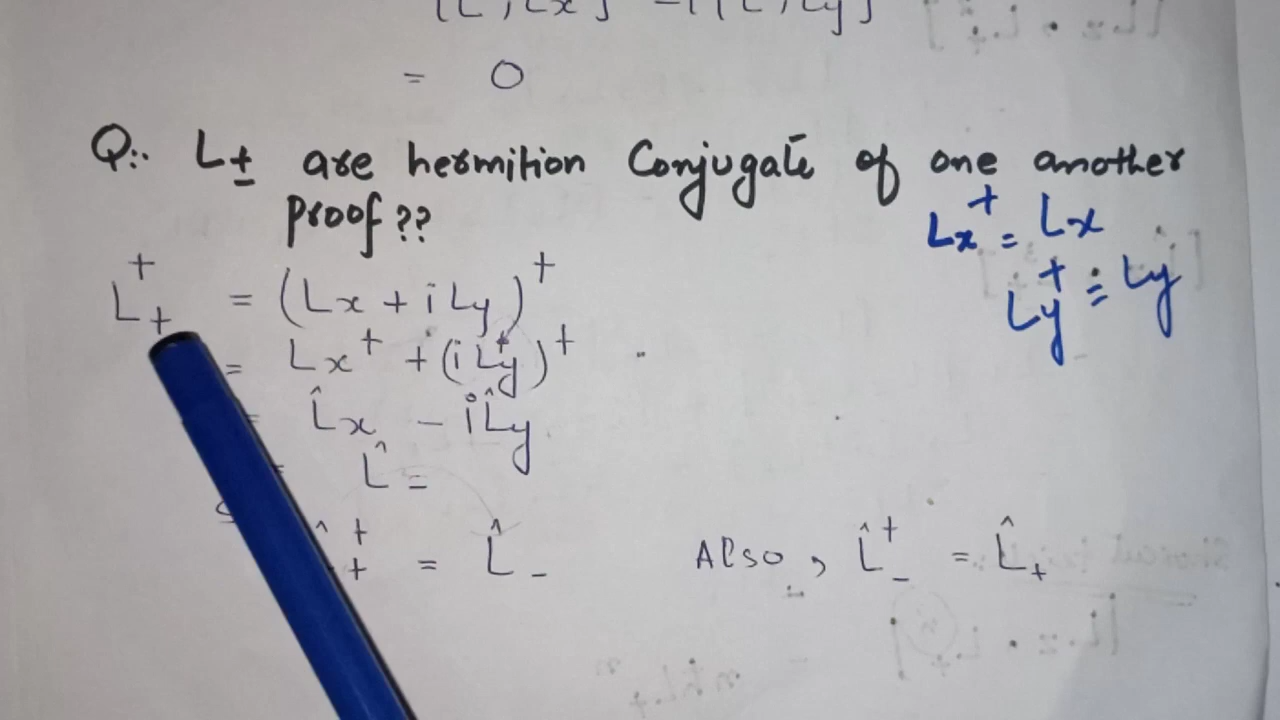 = 0
Q:. L± are hermition Conjugate of one another
proof??
Lx⁺ = Lx
Ly⁺ = Ly
L₊⁺ = (Lx + iLy)⁺
= Lx⁺ + (iLy)⁺
= L̂x - iL̂y
= L̂-
L̂₊⁺ = L̂₋ Also, L̂₋⁺ = L̂₊